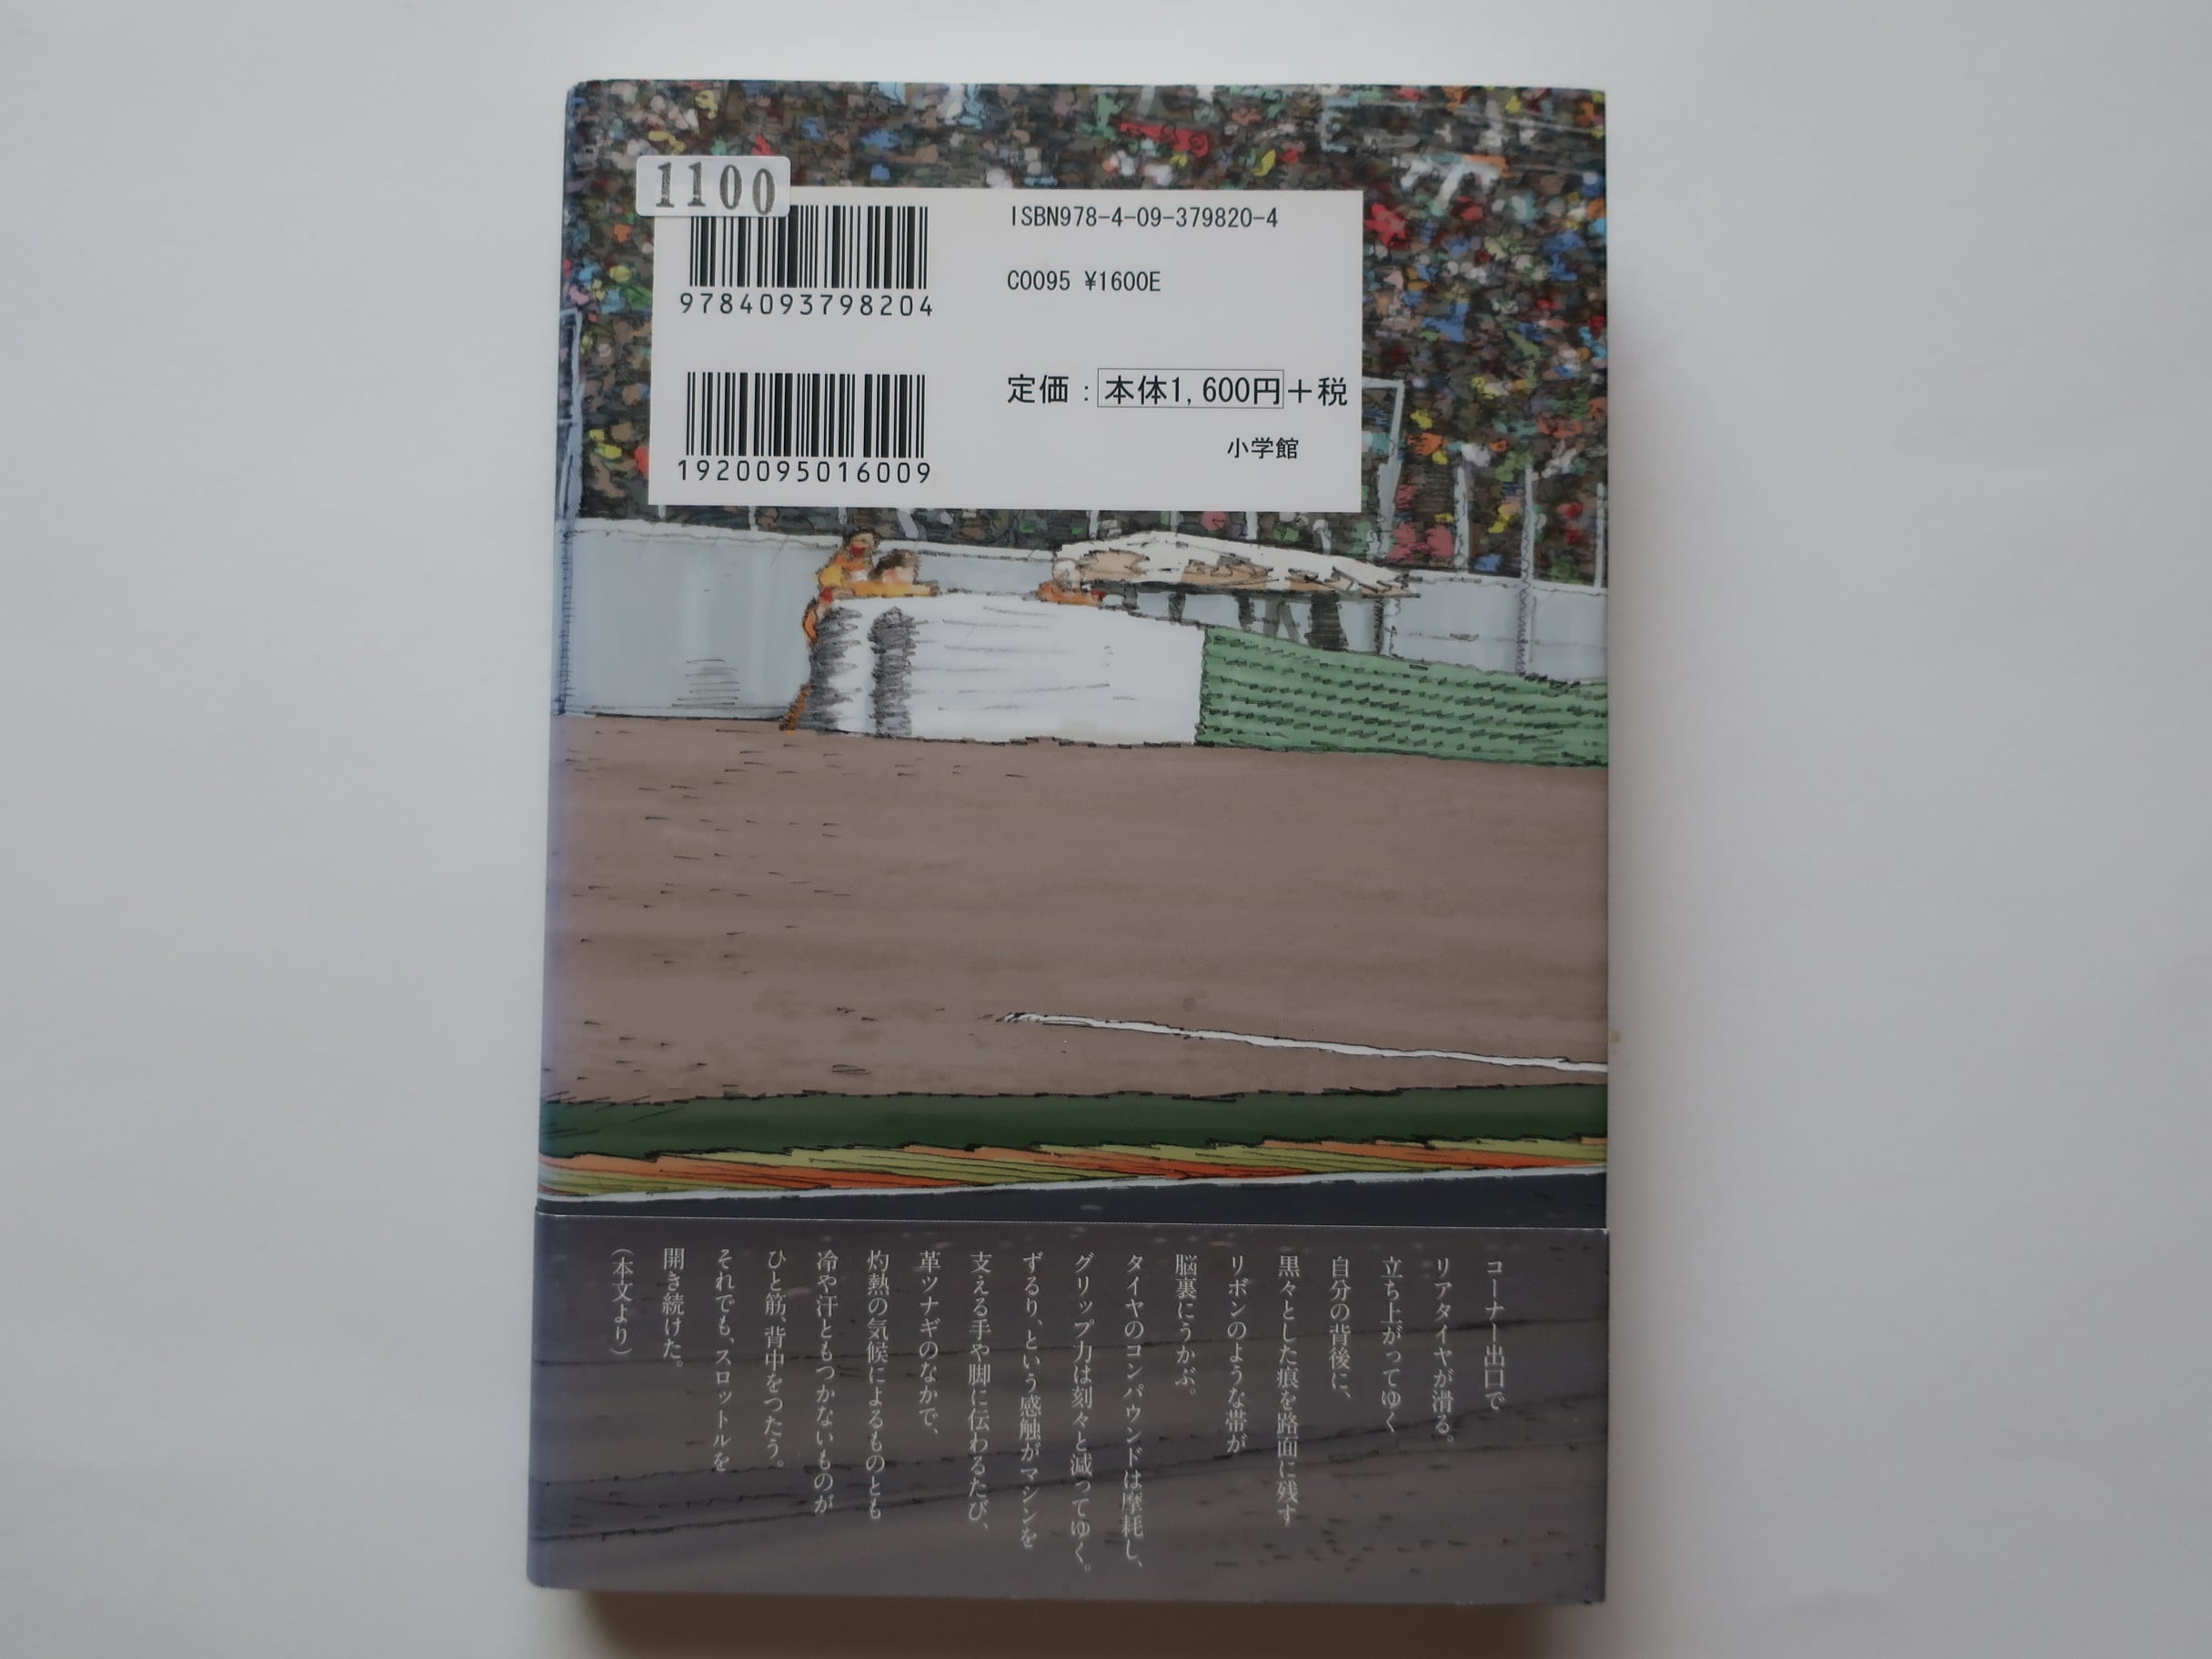 1100
ISBN978-4-09-379820-4
9784093798204
C0095 ¥1600E
定価：本体1,600円＋税
1920095016009
小学館
コーナー出口で
リアタイヤが滑る。
立ち上がってゆく
自分の背後に、
黒々とした痕を路面に残す
リボンのような帯が
脳裏にうかぶ。
タイヤのコンパウンドは摩耗し、
グリップ力は刻々と減ってゆく。
ずるり、という感触がマシンを
支える手や脚に伝わるたび、
革ツナギのなかで、
灼熱の気候によるものとも
冷や汗ともつかないものが
ひと筋、背中をつたう。
それでも、スロットルを
開き続けた。
（本文より）